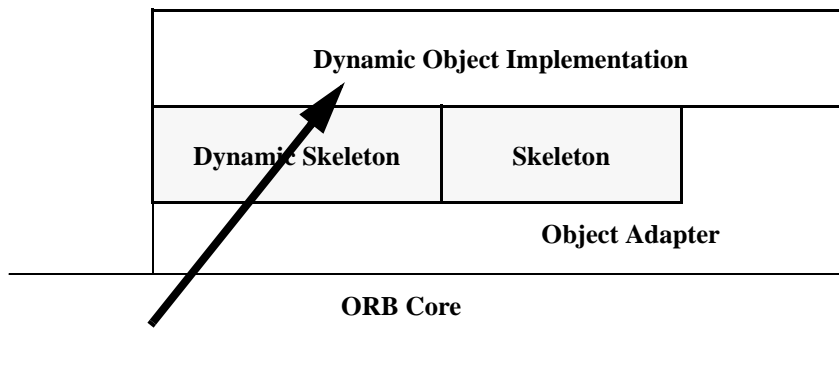 Dynamic Object Implementation
Dynamic Skeleton
Skeleton
Object Adapter
ORB Core